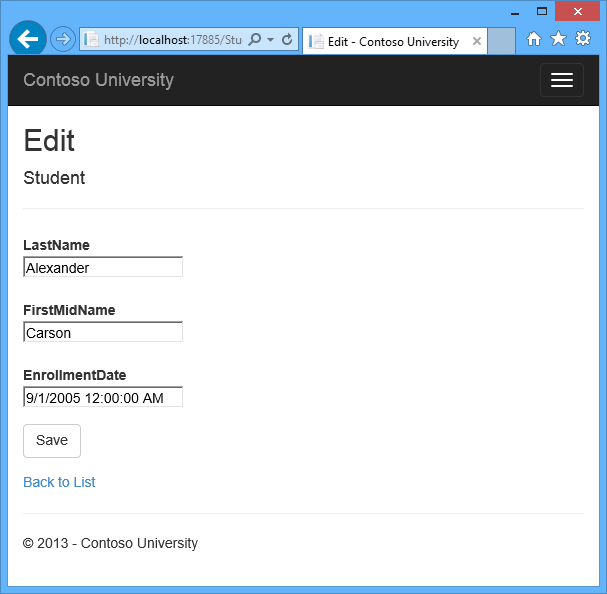 http://localhost:17885/Stu
Edit - Contoso University
Contoso University
Edit
Student
LastName
Alexander
FirstMidName
Carson
EnrollmentDate
9/1/2005 12:00:00 AM
Save
Back to List
© 2013 - Contoso University